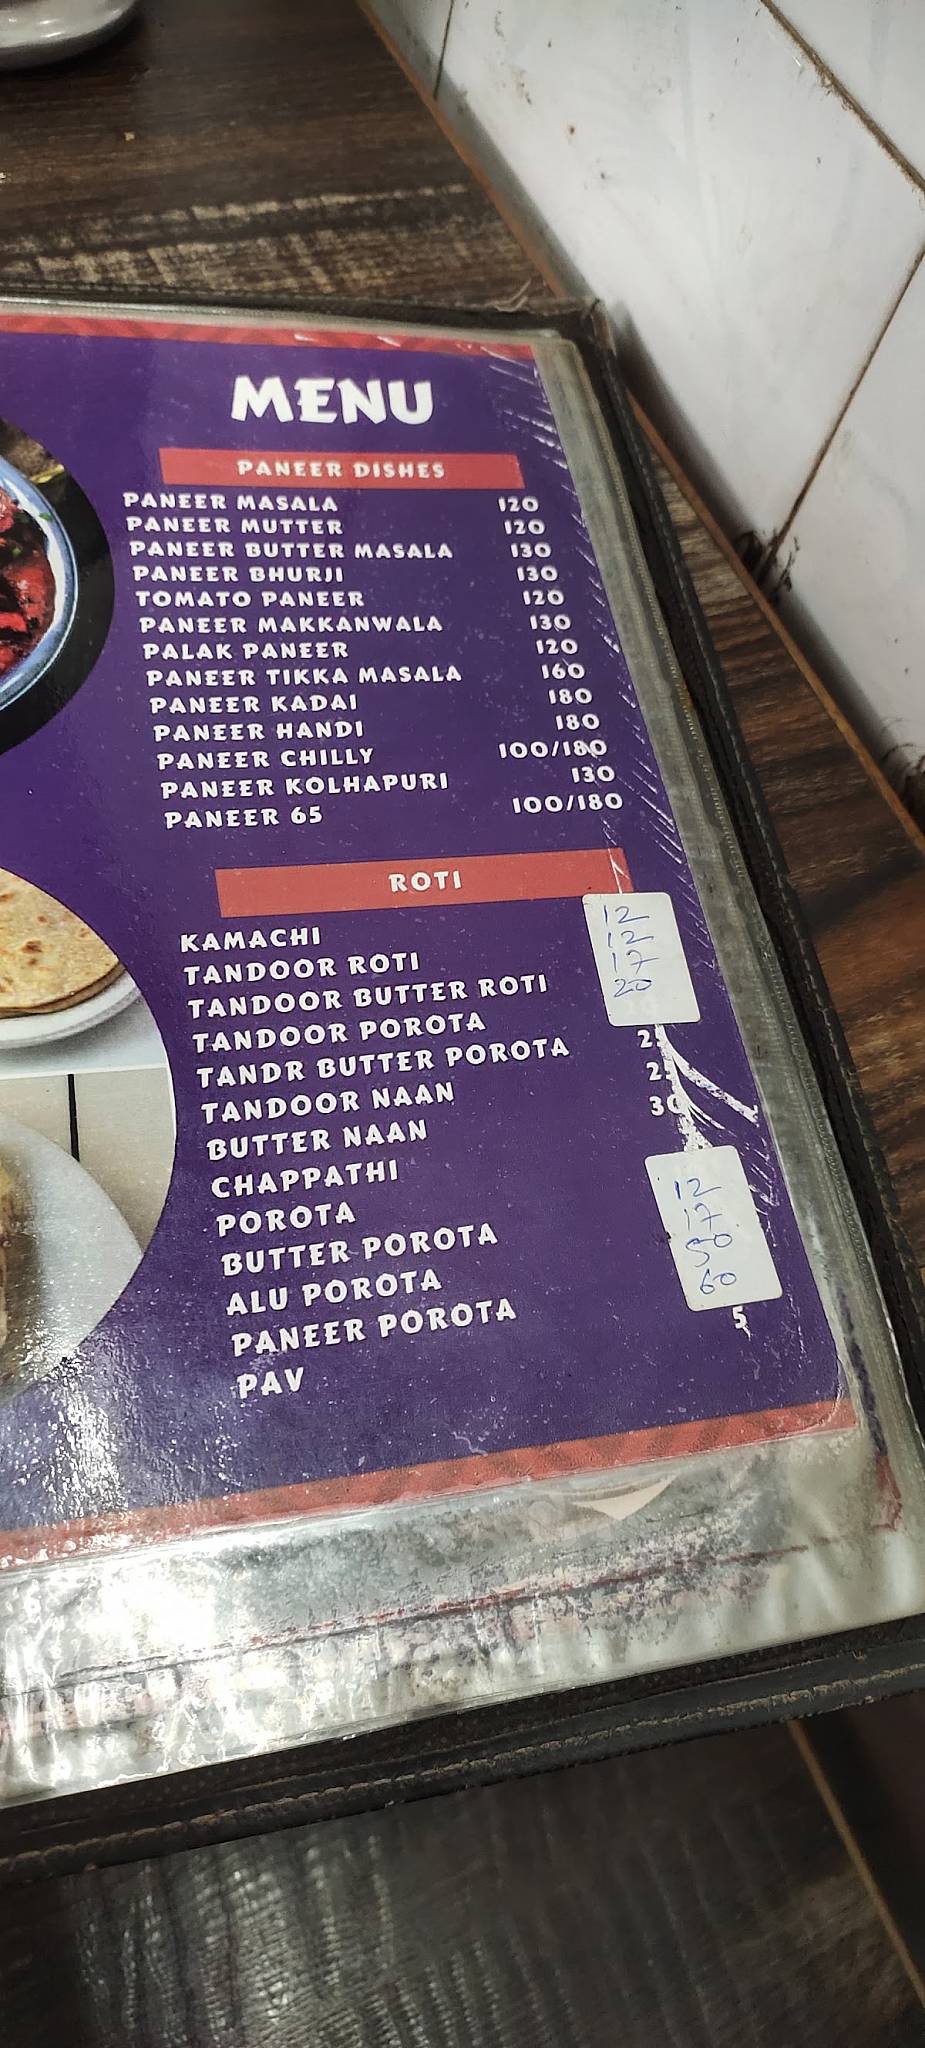 MENU
PANEER DISHES
PANEER MASALA 120
PANEER MUTTER 120
PANEER BUTTER MASALA 130
PANEER BHURJI 130
TOMATO PANEER 120
PANEER MAKKANWALA 130
PALAK PANEER 120
PANEER TIKKA MASALA 160
PANEER KADAI 180
PANEER HANDI 180
PANEER CHILLY 100/180
PANEER KOLHAPURI 130
PANEER 65 100/180
ROTI
KAMACHI 12
TANDOOR ROTI 12
TANDOOR BUTTER ROTI 17
TANDOOR POROTA 20
TANDR BUTTER POROTA
TANDOOR NAAN
BUTTER NAAN 30
CHAPPATHI
POROTA 12
BUTTER POROTA 17
ALU POROTA 50
PANEER POROTA 60
PAV 5